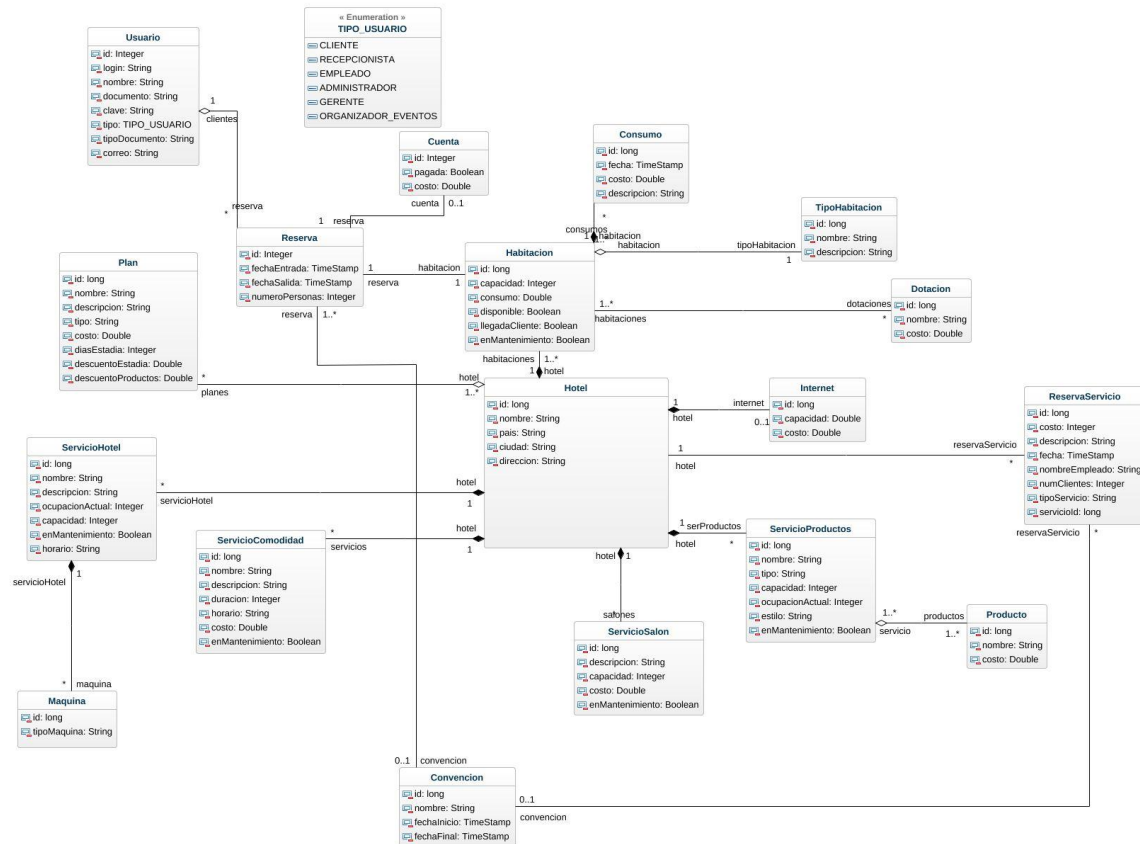 « Enumeration »
TIPO_USUARIO
CLIENTE
RECEPCIONISTA
EMPLEADO
ADMINISTRADOR
GERENTE
ORGANIZADOR_EVENTOS
Usuario
id: Integer
login: String
nombre: String
documento: String
clave: String
tipo: TIPO_USUARIO
tipoDocumento: String
correo: String
1
clientes
*
reserva
Cuenta
id: Integer
pagada: Boolean
costo: Double
cuenta
0..1
1
reserva
Consumo
id: long
fecha: TimeStamp
costo: Double
descripcion: String
*
consumos
1
habitacion
1..*
habitacion
tipoHabitacion
1
TipoHabitacion
id: long
nombre: String
descripcion: String
Reserva
id: Integer
fechaEntrada: TimeStamp
fechaSalida: TimeStamp
numeroPersonas: Integer
1
reserva
habitacion
1
reserva
1..*
Habitacion
id: long
capacidad: Integer
consumo: Double
disponible: Boolean
llegadaCliente: Boolean
enMantenimiento: Boolean
1..*
habitaciones
dotaciones
*
Dotacion
id: long
nombre: String
costo: Double
habitaciones
1..*
1
hotel
Plan
id: long
nombre: String
descripcion: String
tipo: String
costo: Double
diasEstadia: Integer
descuentoEstadia: Double
descuentoProductos: Double
*
planes
hotel
1..*
Hotel
id: long
nombre: String
pais: String
ciudad: String
direccion: String
1
hotel
internet
0..1
Internet
id: long
capacidad: Double
costo: Double
1
hotel
reservaServicio
*
ReservaServicio
id: long
costo: Integer
descripcion: String
fecha: TimeStamp
nombreEmpleado: String
numClientes: Integer
tipoServicio: String
servicioId: long
reservaServicio
*
ServicioHotel
id: long
nombre: String
descripcion: String
ocupacionActual: Integer
capacidad: Integer
enMantenimiento: Boolean
horario: String
*
servicioHotel
hotel
1
servicioHotel
1
ServicioComodidad
id: long
nombre: String
descripcion: String
duracion: Integer
horario: String
costo: Double
enMantenimiento: Boolean
*
servicios
hotel
1
1
serProductos
hotel
*
ServicioProductos
id: long
nombre: String
tipo: String
capacidad: Integer
ocupacionActual: Integer
estilo: String
enMantenimiento: Boolean
1..*
servicio
productos
1..*
Producto
id: long
nombre: String
costo: Double
hotel
1
*
salones
ServicioSalon
id: long
descripcion: String
capacidad: Integer
costo: Double
enMantenimiento: Boolean
*
maquina
Maquina
id: long
tipoMaquina: String
0..1
convencion
Convencion
id: long
nombre: String
fechaInicio: TimeStamp
fechaFinal: TimeStamp
0..1
convencion